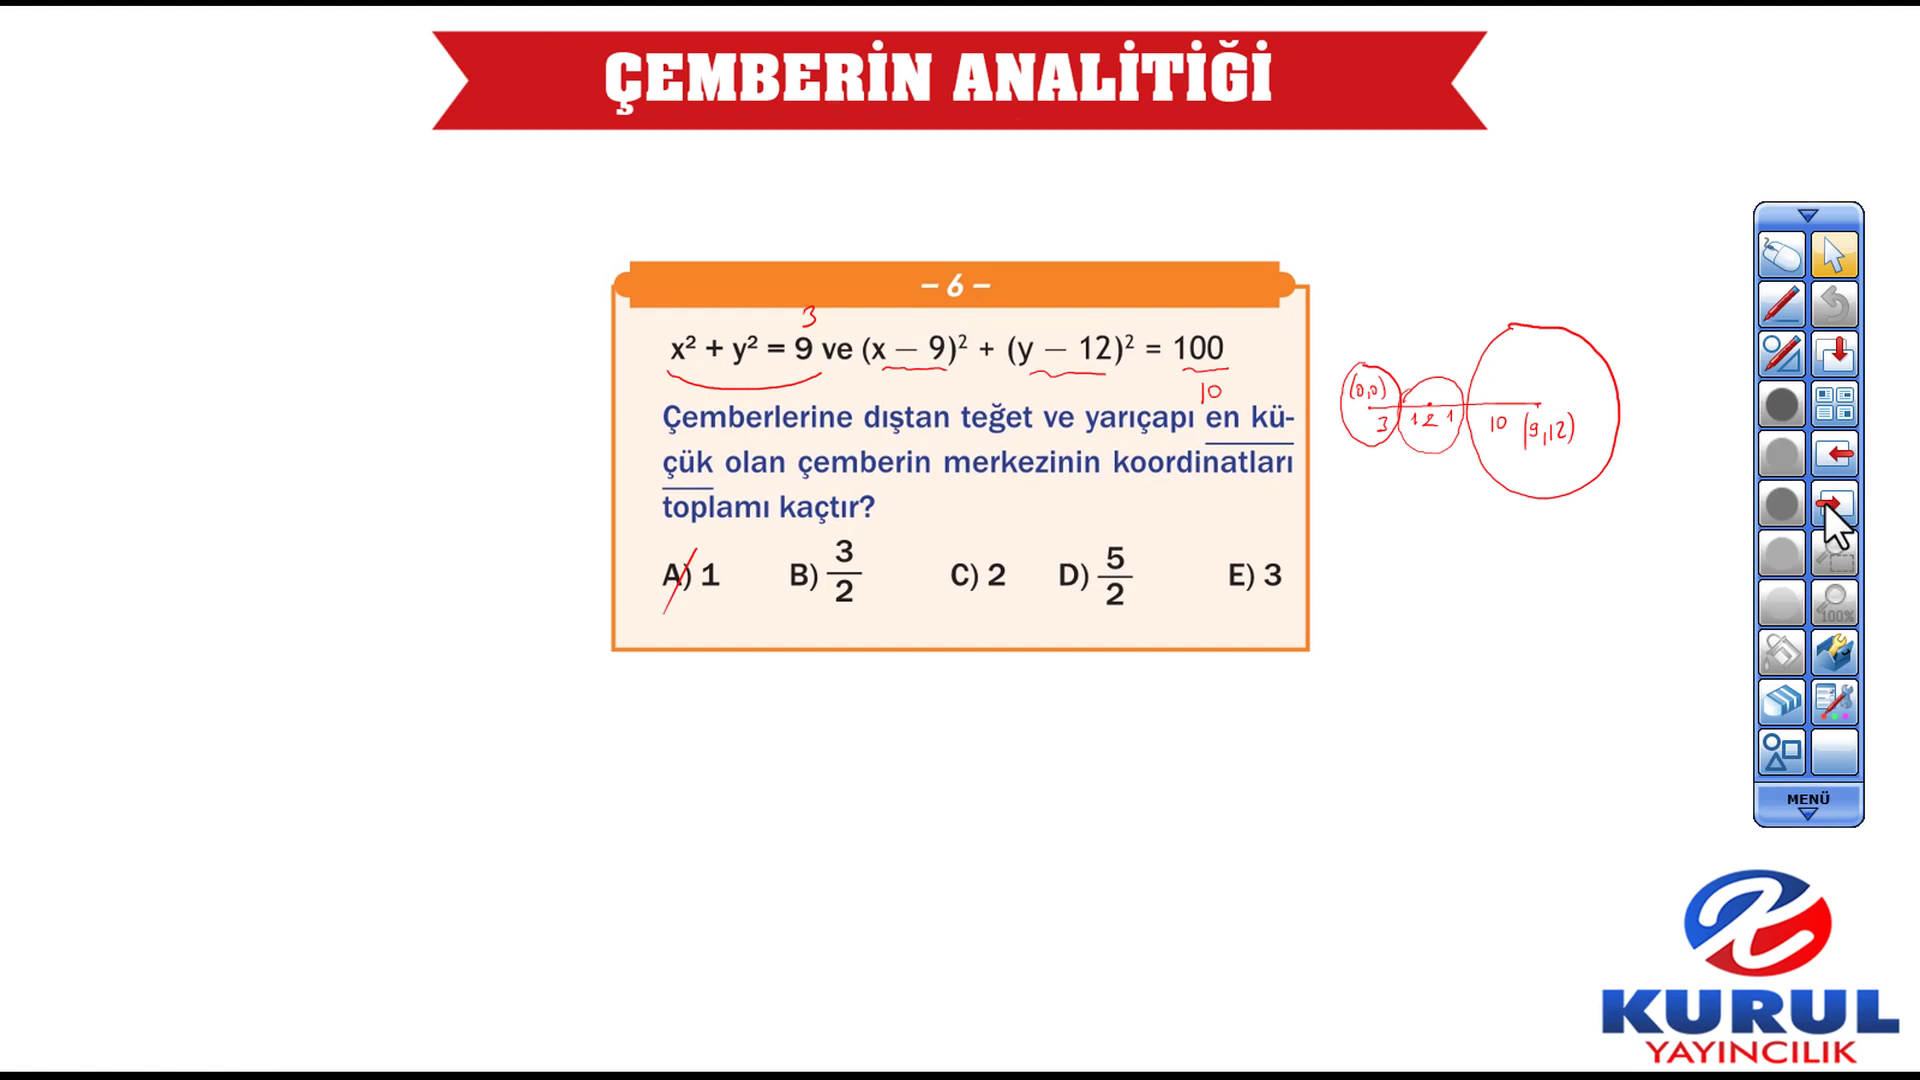 ÇEMBERİN ANALİTİĞİ
– 6 –
3
x² + y² = 9 ve (x – 9)² + (y – 12)² = 100
10
Çemberlerine dıştan teğet ve yarıçapı en kü-
çük olan çemberin merkezinin koordinatları
toplamı kaçtır?
A) 1 B) 3/2 C) 2 D) 5/2 E) 3
(0,0)
3 1 2 1 10 (9,12)
100%
MENÜ
KURUL
YAYINCILIK